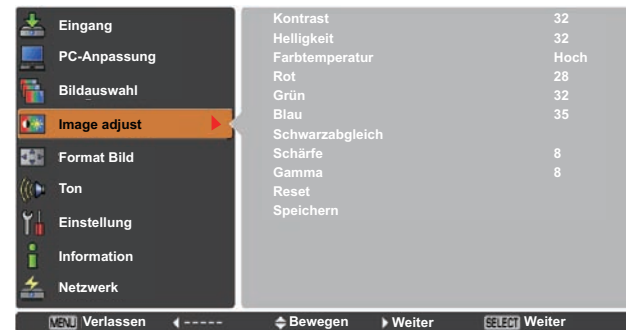 Eingang
PC-Anpassung
Bildauswahl
Image adjust
Format Bild
Ton
Einstellung
Information
Netzwerk
Kontrast 32
Helligkeit 32
Farbtemperatur Hoch
Rot 28
Grün 32
Blau 35
Schwarzabgleich
Schärfe 8
Gamma 8
Reset
Speichern
MENU Verlassen ----- Bewegen Weiter SELECT Weiter